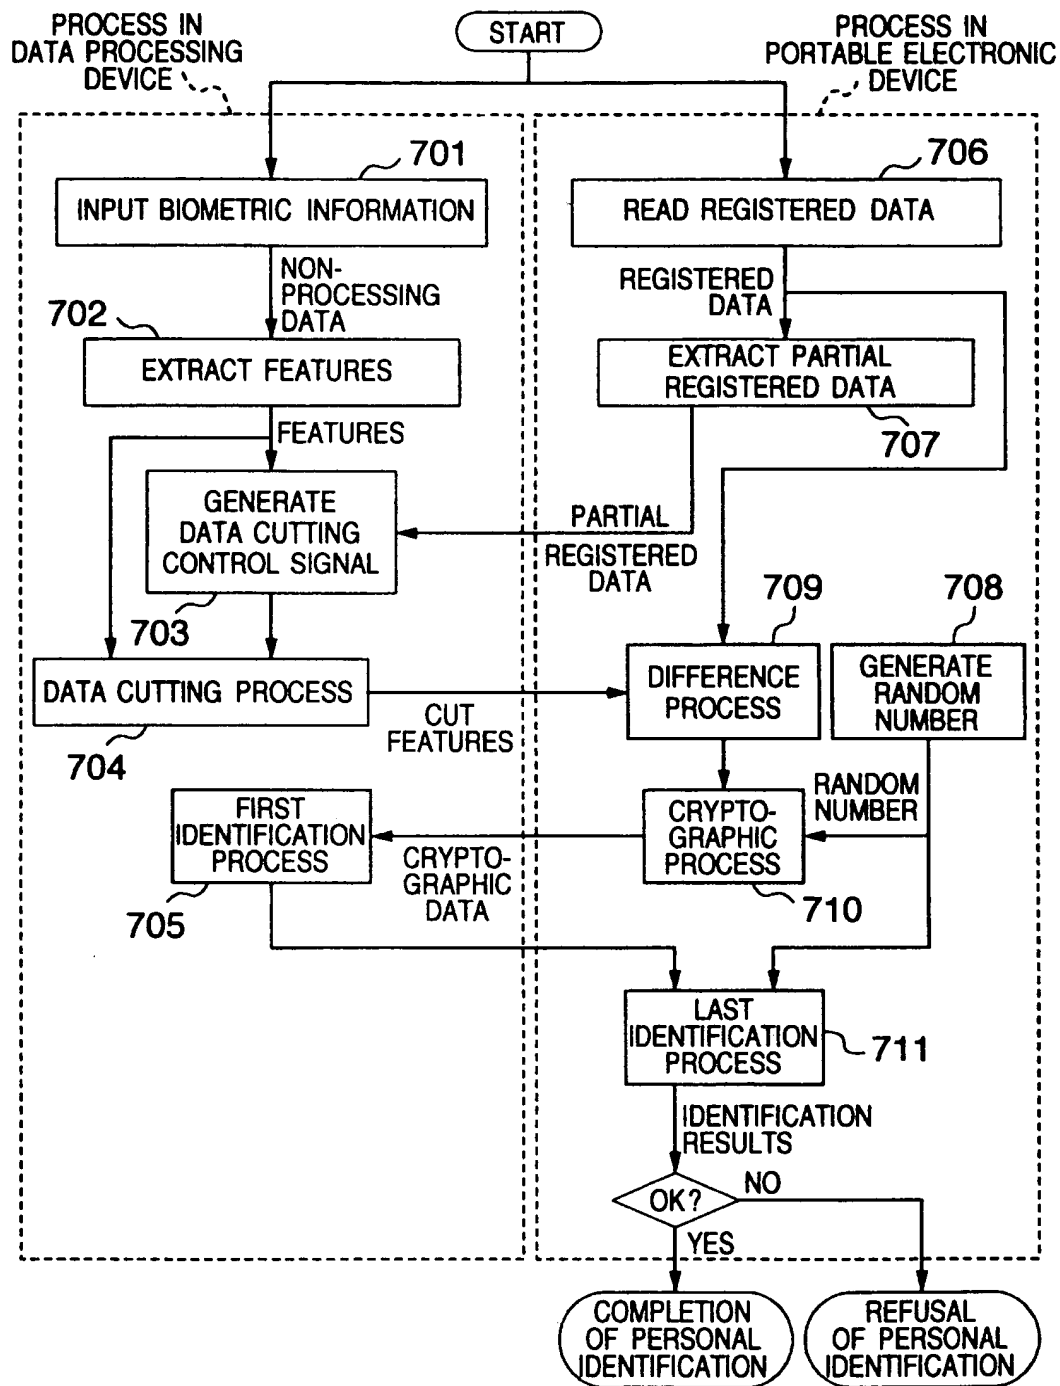 PROCESS IN
DATA PROCESSING
DEVICE
START
PROCESS IN
PORTABLE ELECTRONIC
DEVICE
701
INPUT BIOMETRIC INFORMATION
706
READ REGISTERED DATA
NON-
PROCESSING
DATA
REGISTERED
DATA
702
EXTRACT FEATURES
EXTRACT PARTIAL
REGISTERED DATA
707
FEATURES
GENERATE
DATA CUTTING
CONTROL SIGNAL
703
PARTIAL
REGISTERED
DATA
709
708
DATA CUTTING PROCESS
704
CUT
FEATURES
DIFFERENCE
PROCESS
GENERATE
RANDOM
NUMBER
FIRST
IDENTIFICATION
PROCESS
705
CRYPTO-
GRAPHIC
DATA
CRYPTO-
GRAPHIC
PROCESS
710
RANDOM
NUMBER
LAST
IDENTIFICATION
PROCESS
711
IDENTIFICATION
RESULTS
OK?
NO
YES
COMPLETION
OF PERSONAL
IDENTIFICATION
REFUSAL
OF PERSONAL
IDENTIFICATION